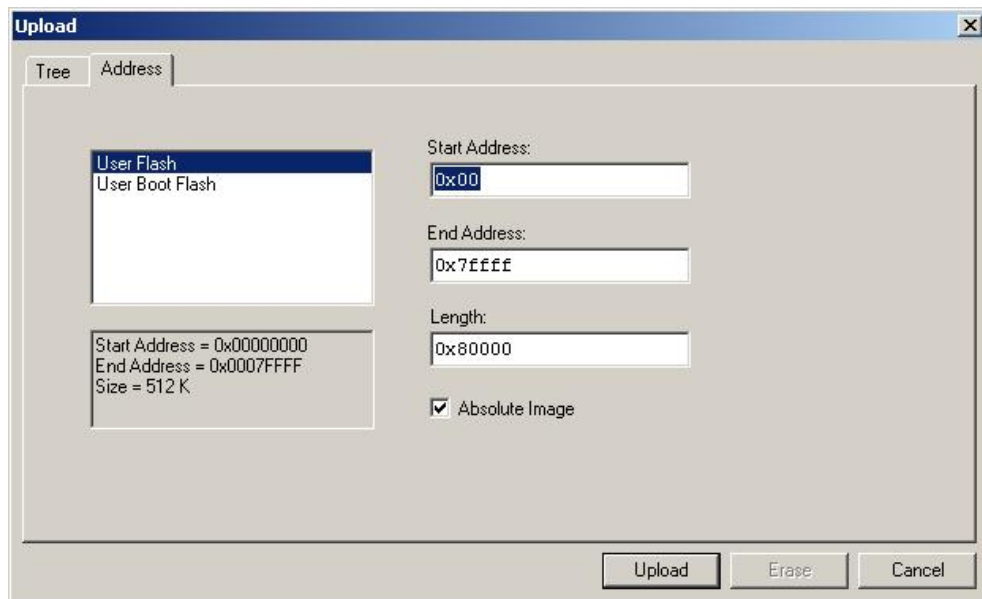 Upload
Tree Address
User Flash
User Boot Flash
Start Address = 0x00000000
End Address = 0x0007FFFF
Size = 512 K
Start Address:
0x00
End Address:
0x7ffff
Length:
0x80000
Absolute Image
Upload Erase Cancel